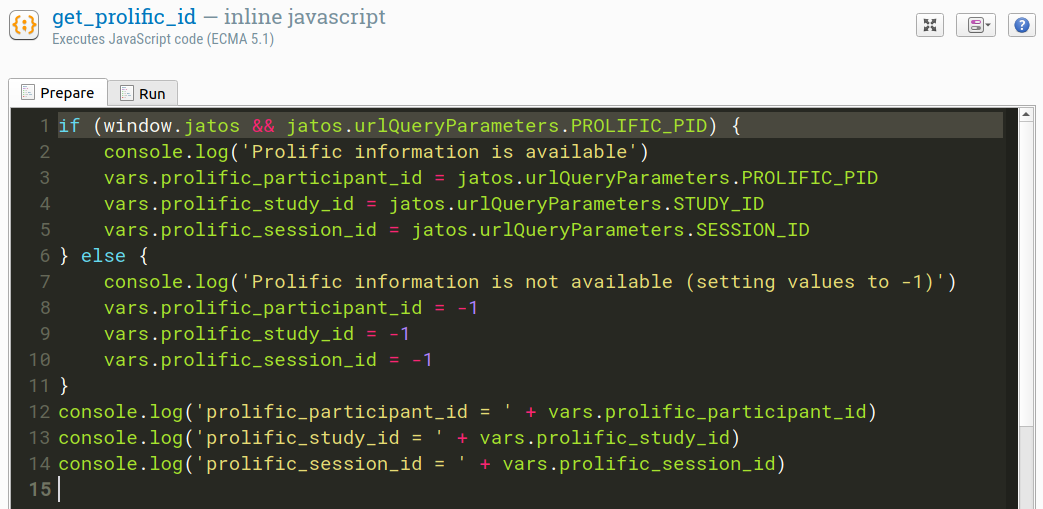 get_prolific_id — inline javascript
Executes JavaScript code (ECMA 5.1)
Prepare
Run
1 if (window.jatos && jatos.urlQueryParameters.PROLIFIC_PID) {
2     console.log('Prolific information is available')
3     vars.prolific_participant_id = jatos.urlQueryParameters.PROLIFIC_PID
4     vars.prolific_study_id = jatos.urlQueryParameters.STUDY_ID
5     vars.prolific_session_id = jatos.urlQueryParameters.SESSION_ID
6 } else {
7     console.log('Prolific information is not available (setting values to -1)')
8     vars.prolific_participant_id = -1
9     vars.prolific_study_id = -1
10     vars.prolific_session_id = -1
11 }
12 console.log('prolific_participant_id = ' + vars.prolific_participant_id)
13 console.log('prolific_study_id = ' + vars.prolific_study_id)
14 console.log('prolific_session_id = ' + vars.prolific_session_id)
15